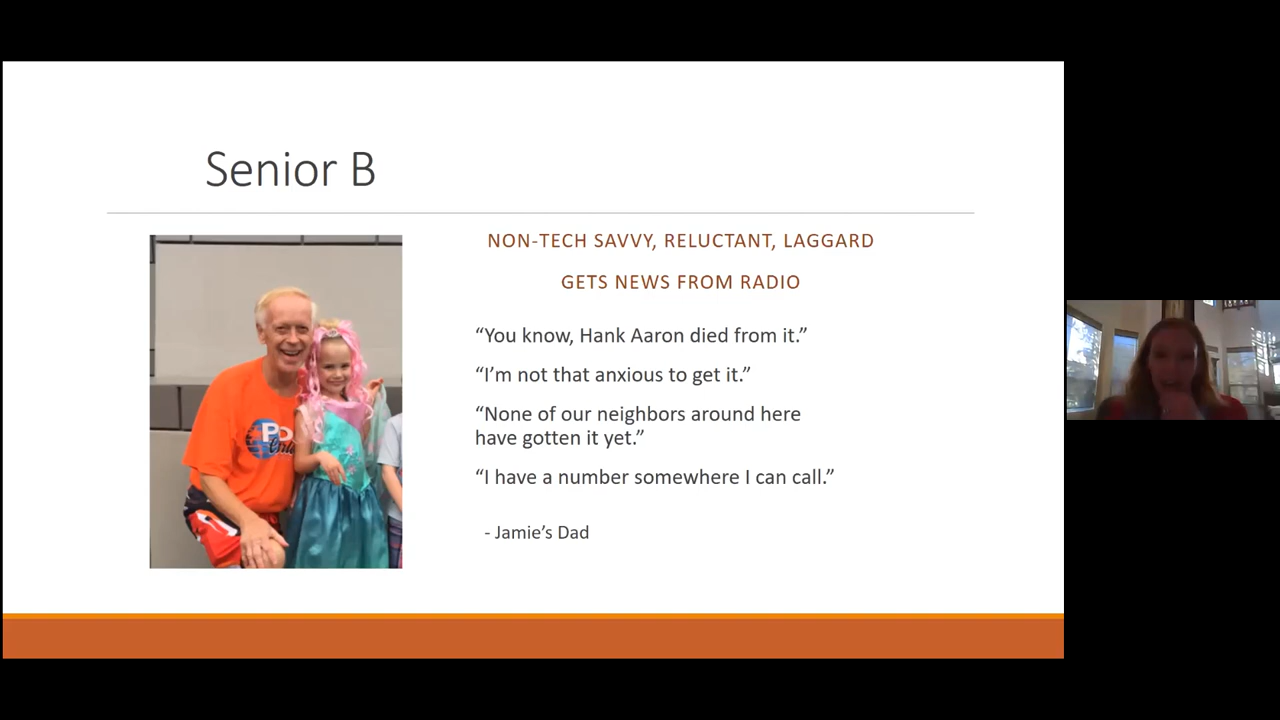 Senior B
NON-TECH SAVVY, RELUCTANT, LAGGARD
GETS NEWS FROM RADIO
“You know, Hank Aaron died from it.”
“I’m not that anxious to get it.”
“None of our neighbors around here
have gotten it yet.”
“I have a number somewhere I can call.”
- Jamie’s Dad